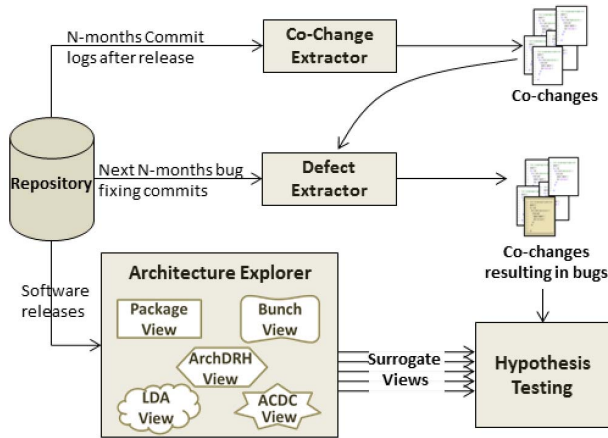 N-months Commit
logs after release
Co-Change
Extractor
Co-changes
Repository
Next N-months bug
fixing commits
Defect
Extractor
Co-changes
resulting in bugs
Software
releases
Architecture Explorer
Package
View
Bunch
View
ArchDRH
View
LDA
View
ACDC
View
Surrogate
Views
Hypothesis
Testing